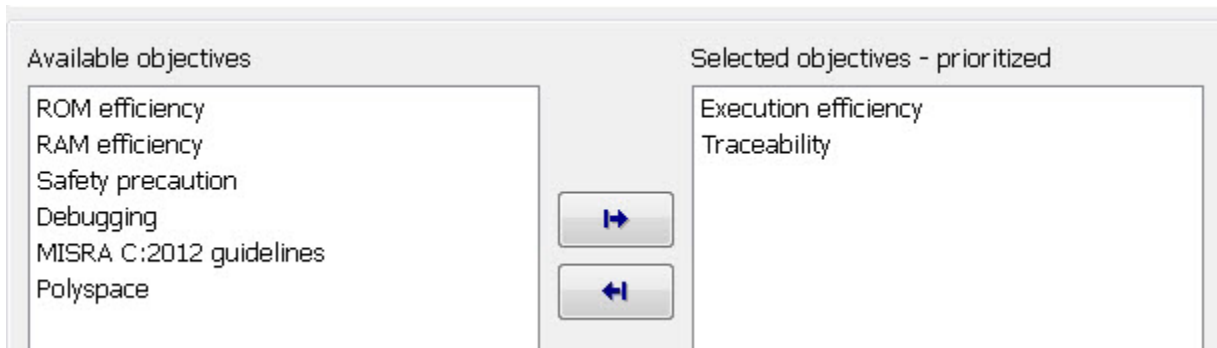 Available objectives
ROM efficiency
RAM efficiency
Safety precaution
Debugging
MISRA C:2012 guidelines
Polyspace
Selected objectives - prioritized
Execution efficiency
Traceability